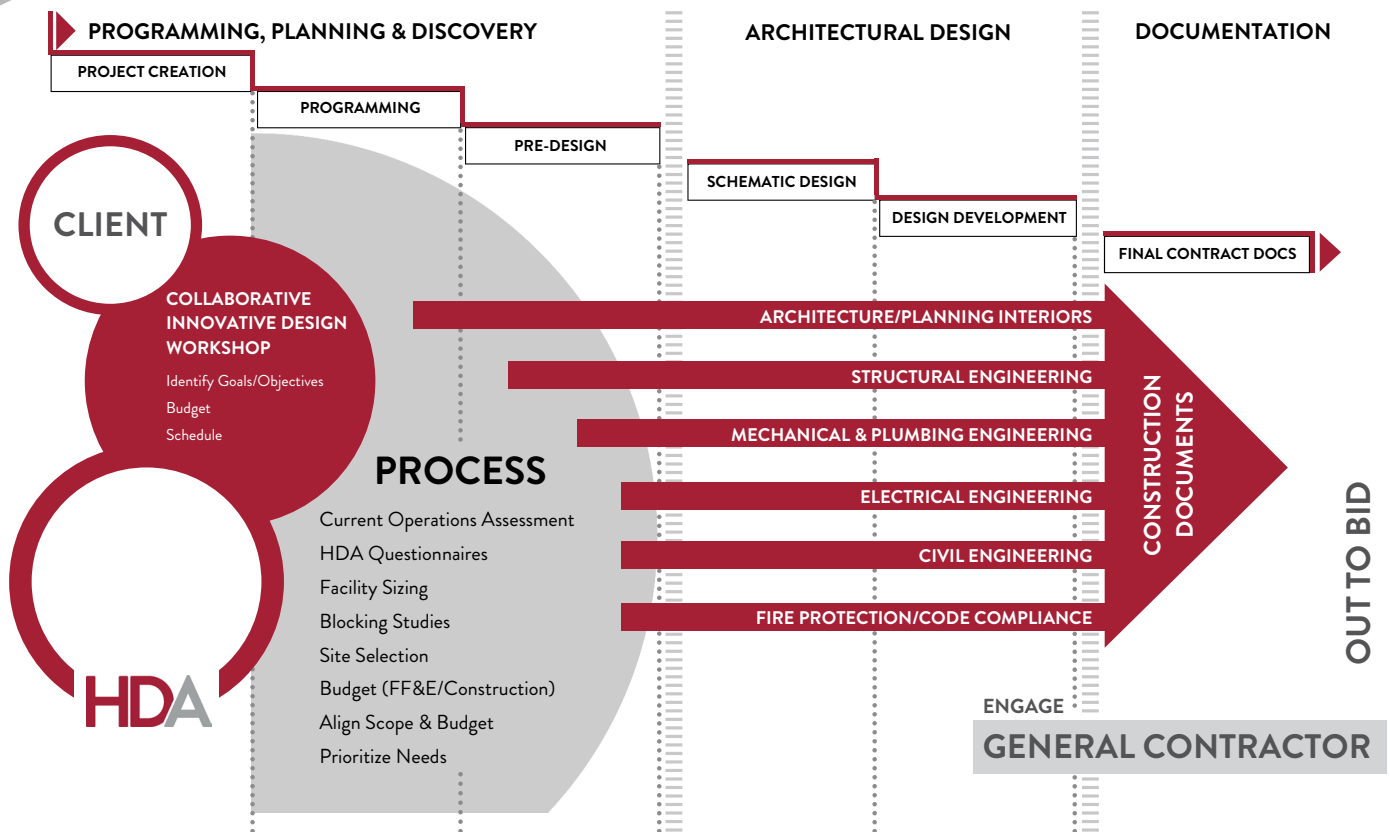 PROGRAMMING, PLANNING & DISCOVERY
ARCHITECTURAL DESIGN
DOCUMENTATION
PROJECT CREATION
PROGRAMMING
PRE-DESIGN
SCHEMATIC DESIGN
DESIGN DEVELOPMENT
FINAL CONTRACT DOCS
CLIENT
COLLABORATIVE
INNOVATIVE DESIGN
WORKSHOP
Identify Goals/Objectives
Budget
Schedule
HDA
PROCESS
Current Operations Assessment
HDA Questionnaires
Facility Sizing
Blocking Studies
Site Selection
Budget (FF&E/Construction)
Align Scope & Budget
Prioritize Needs
ARCHITECTURE/PLANNING INTERIORS
STRUCTURAL ENGINEERING
MECHANICAL & PLUMBING ENGINEERING
ELECTRICAL ENGINEERING
CIVIL ENGINEERING
FIRE PROTECTION/CODE COMPLIANCE
CONSTRUCTION
DOCUMENTS
OUT TO BID
ENGAGE
GENERAL CONTRACTOR